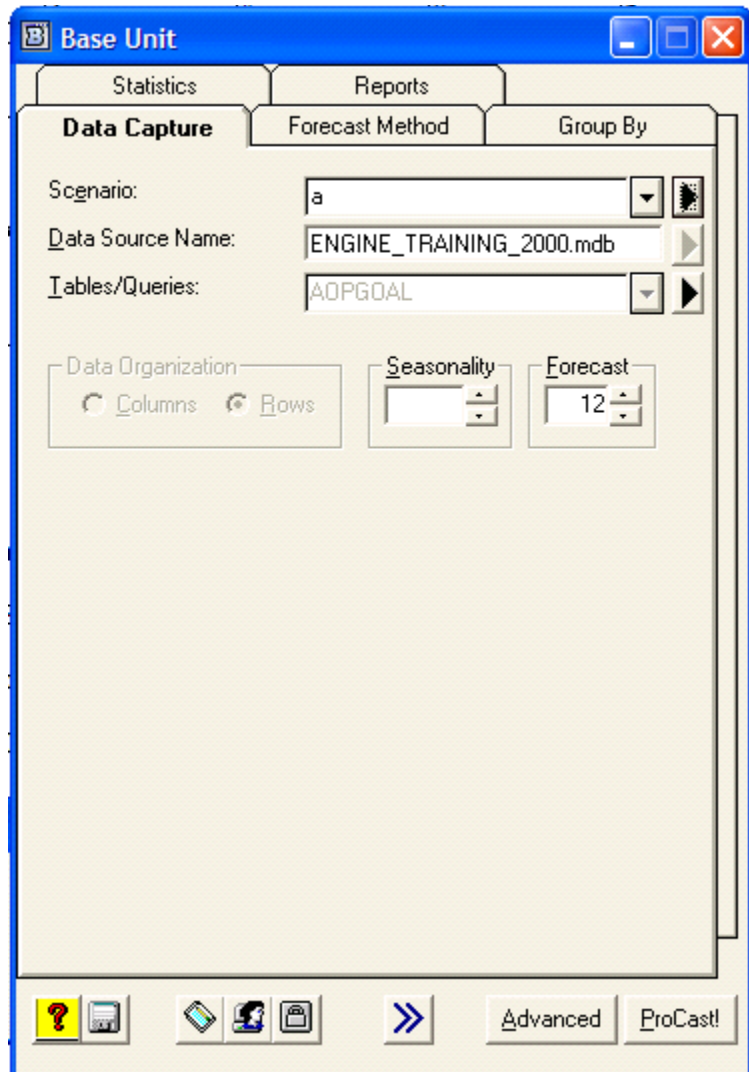 Base Unit
Statistics Reports
Data Capture Forecast Method Group By
Scenario: a
Data Source Name: ENGINE_TRAINING_2000.mdb
Tables/Queries: AOPGOAL
Data Organization Seasonality Forecast
Columns Rows 12
? Advanced ProCast!